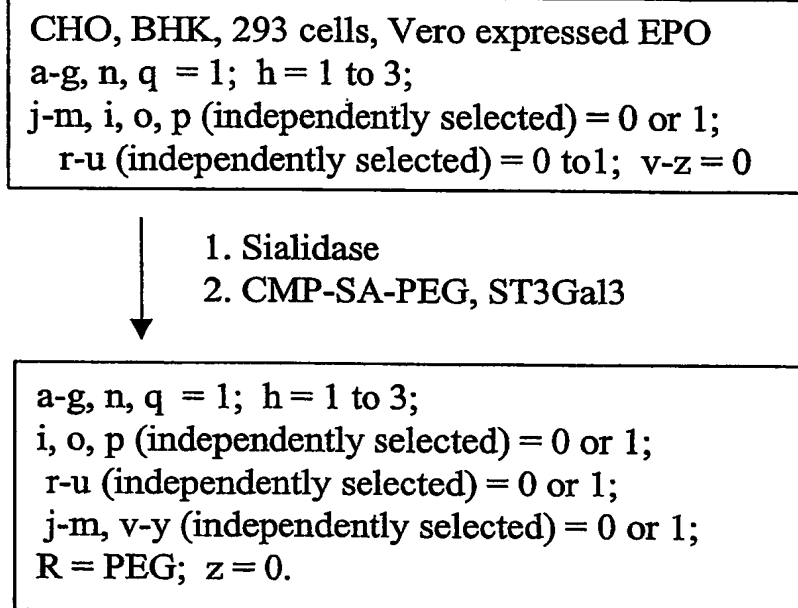 CHO, BHK, 293 cells, Vero expressed EPO
a-g, n, q = 1; h = 1 to 3;
j-m, i, o, p (independently selected) = 0 or 1;
r-u (independently selected) = 0 to1; v-z = 0
1. Sialidase
2. CMP-SA-PEG, ST3Gal3
a-g, n, q = 1; h = 1 to 3;
i, o, p (independently selected) = 0 or 1;
r-u (independently selected) = 0 or 1;
j-m, v-y (independently selected) = 0 or 1;
R = PEG; z = 0.